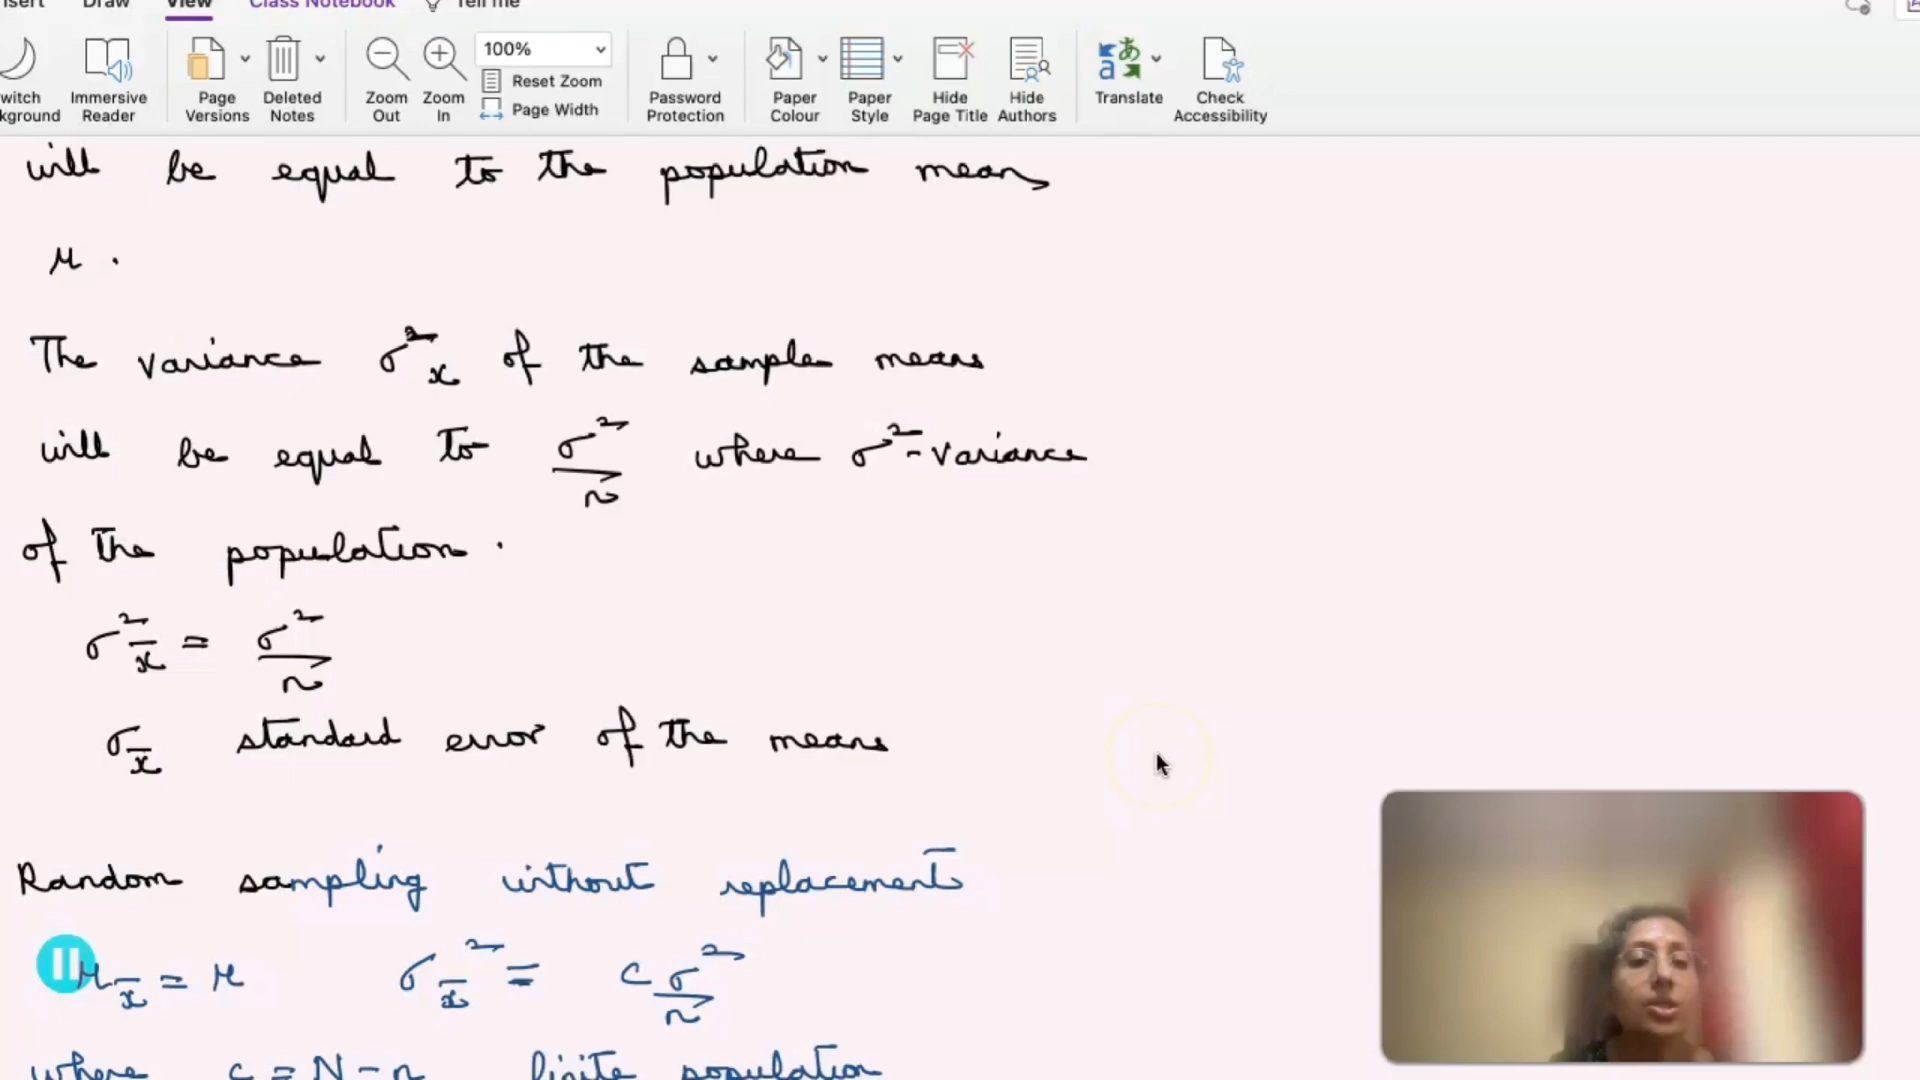 nsert Draw View Class Notebook Tell me
witch
kground
Immersive
Reader
Page
Versions
Deleted
Notes
Zoom
Out
Zoom
In
100%
Reset Zoom
Page Width
Password
Protection
Paper
Colour
Paper
Style
Hide
Page Title
Hide
Authors
Translate
Check
Accessibility
will be equal to the population mean
μ .
The variance σ²x of the sample means
will be equal to σ²/n where σ² - variance
of the population .
σ²x̄ = σ²/n
σx̄ standard error of the means
Random sampling without replacement
μx̄ = μ σx̄² = c σ²/n
where c = N - n finite population